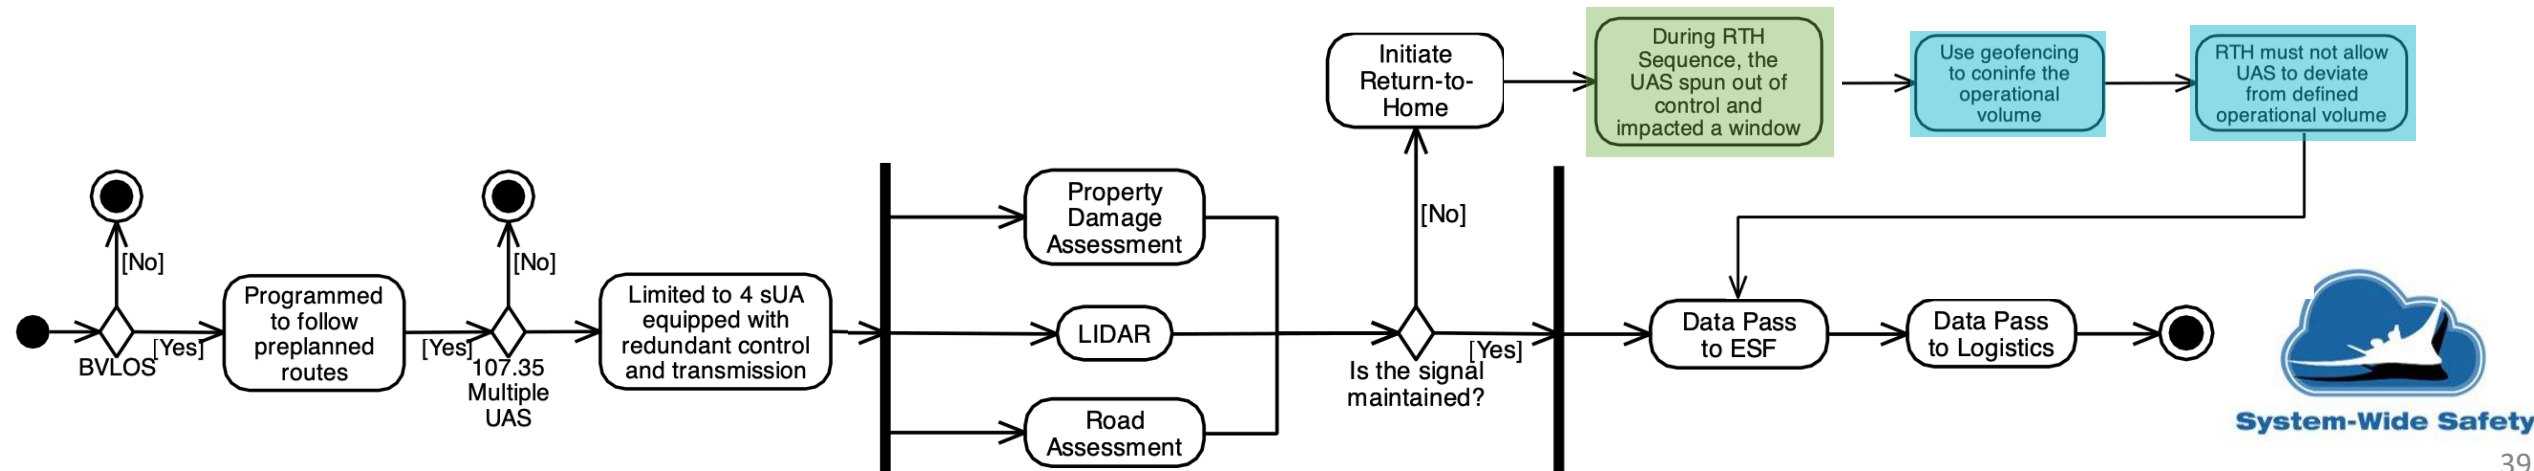 During RTH
Sequence, the
UAS spun out of
control and
impacted a window
Use geofencing
to coninfe the
operational
volume
RTH must not allow
UAS to deviate
from defined
operational volume
Initiate
Return-to-
Home
[No]
[No]
[No]
Property
Damage
Assessment
Programmed
to follow
preplanned
routes
Limited to 4 sUA
equipped with
redundant control
and transmission
LIDAR
Data Pass
to ESF
Data Pass
to Logistics
[Yes]
[Yes]
[Yes]
BVLOS
107.35
Multiple
UAS
Is the signal
maintained?
Road
Assessment
System-Wide Safety
39